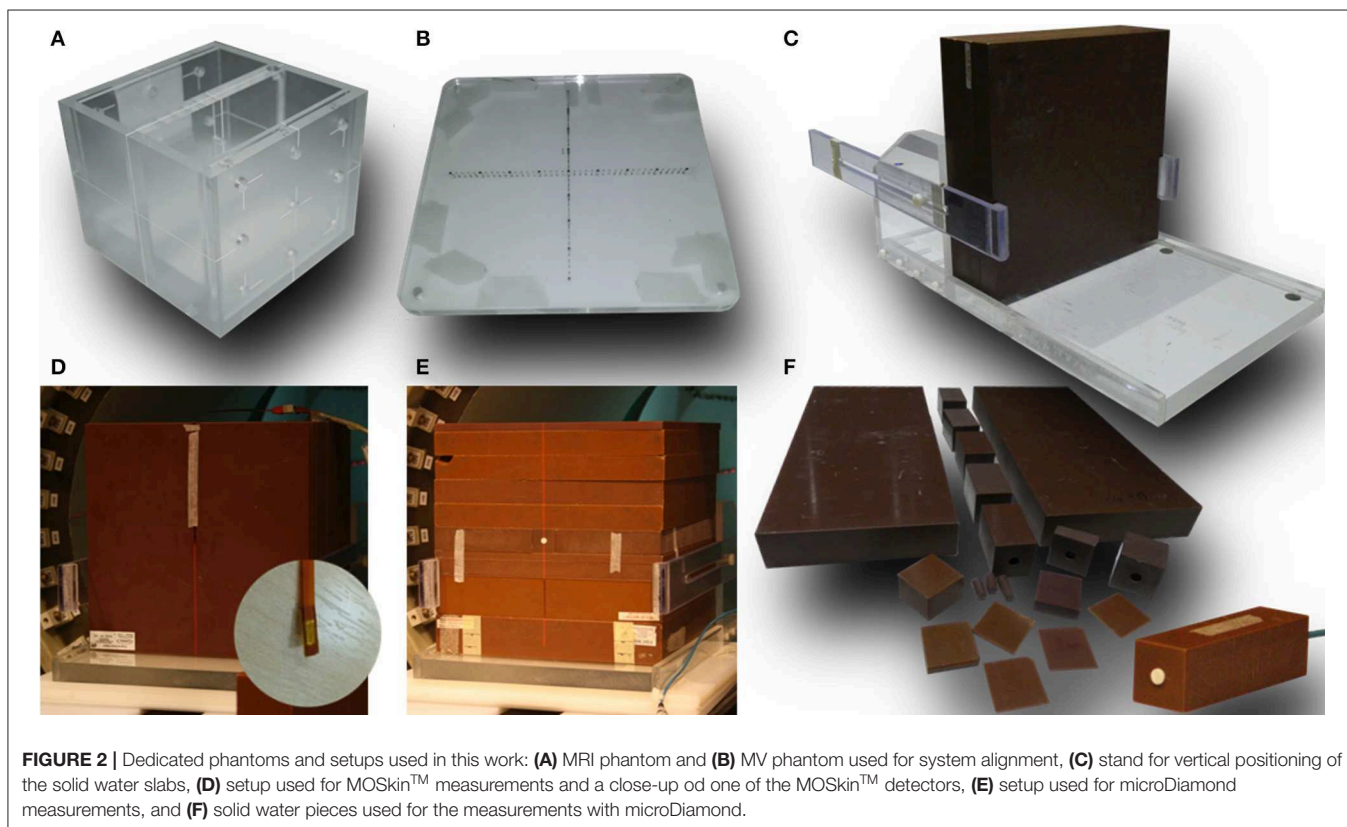 A
B
C
D
E
F
FIGURE 2 | Dedicated phantoms and setups used in this work: (A) MRI phantom and (B) MV phantom used for system alignment, (C) stand for vertical positioning of
the solid water slabs, (D) setup used for MOSkin™ measurements and a close-up od one of the MOSkin™ detectors, (E) setup used for microDiamond
measurements, and (F) solid water pieces used for the measurements with microDiamond.